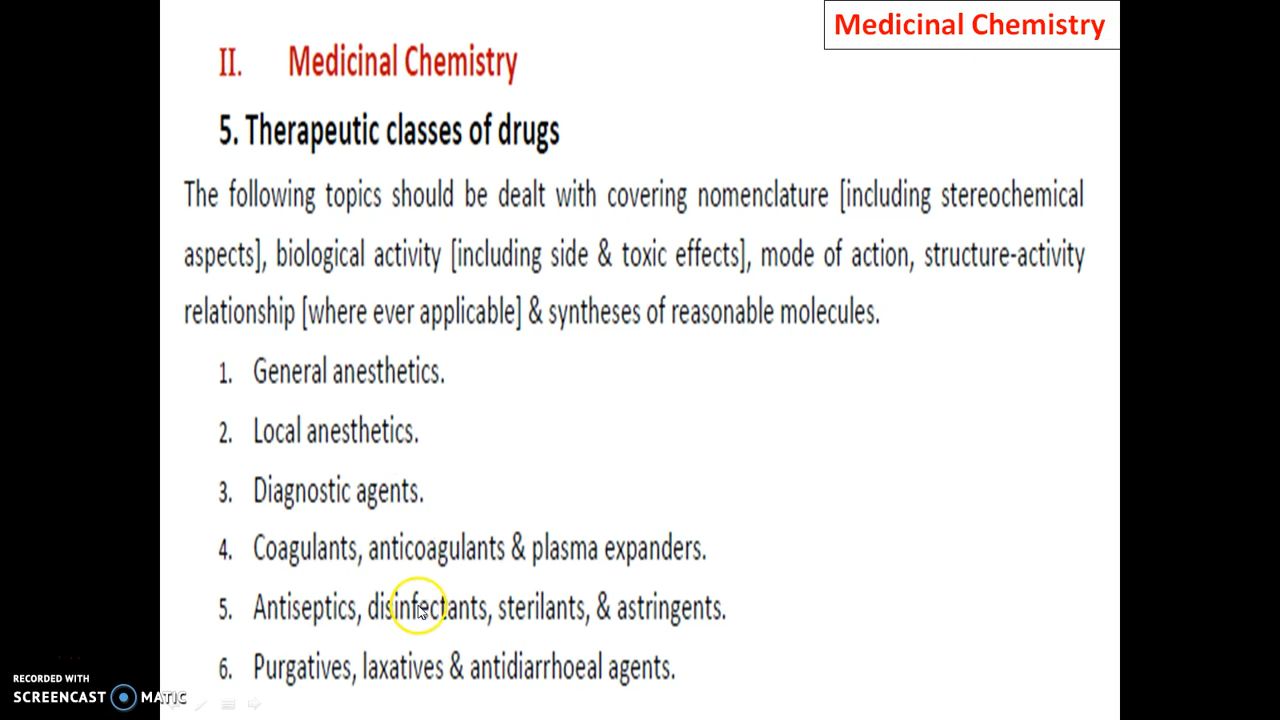 Medicinal Chemistry
II. Medicinal Chemistry
5. Therapeutic classes of drugs
The following topics should be dealt with covering nomenclature [including stereochemical
aspects], biological activity [including side & toxic effects], mode of action, structure-activity
relationship [where ever applicable] & syntheses of reasonable molecules.
1. General anesthetics.
2. Local anesthetics.
3. Diagnostic agents.
4. Coagulants, anticoagulants & plasma expanders.
5. Antiseptics, disinfectants, sterilants, & astringents.
6. Purgatives, laxatives & antidiarrhoeal agents.
RECORDED WITH
SCREENCAST MATIC